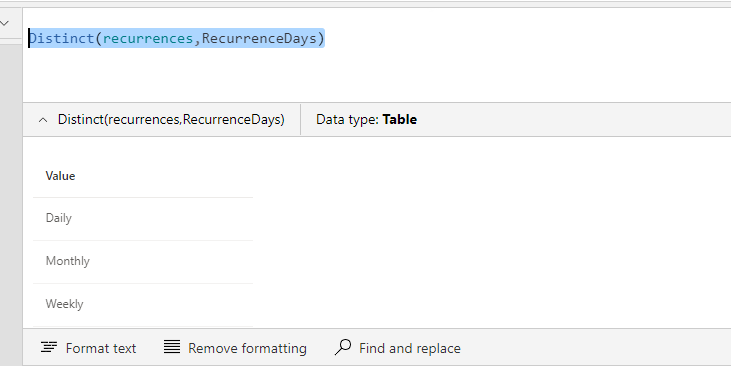 Distinct(recurrences,RecurrenceDays)
Distinct(recurrences,RecurrenceDays) Data type: Table
Value
Daily
Monthly
Weekly
Format text Remove formatting Find and replace